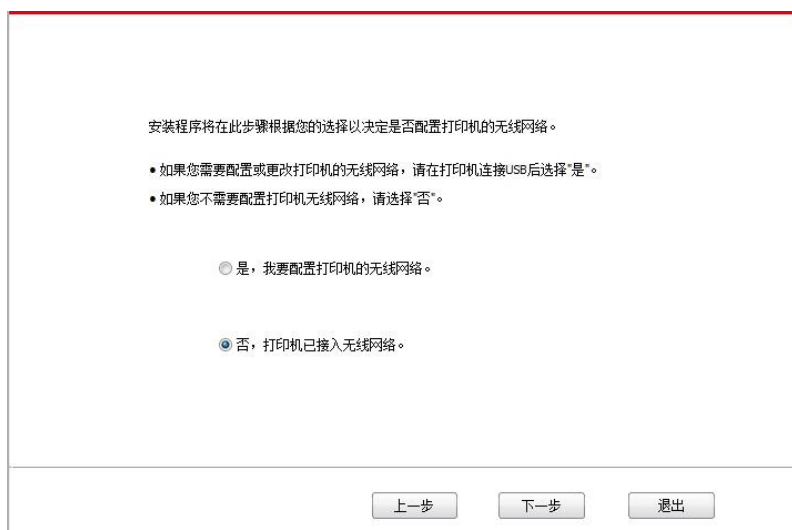 安装程序将在此步骤根据您的选择以决定是否配置打印机的无线网络。
• 如果您需要配置或更改打印机的无线网络，请在打印机连接USB后选择"是"。
• 如果您不需要配置打印机无线网络，请选择"否"。
是，我要配置打印机的无线网络。
否，打印机已接入无线网络。
上一步 下一步 退出